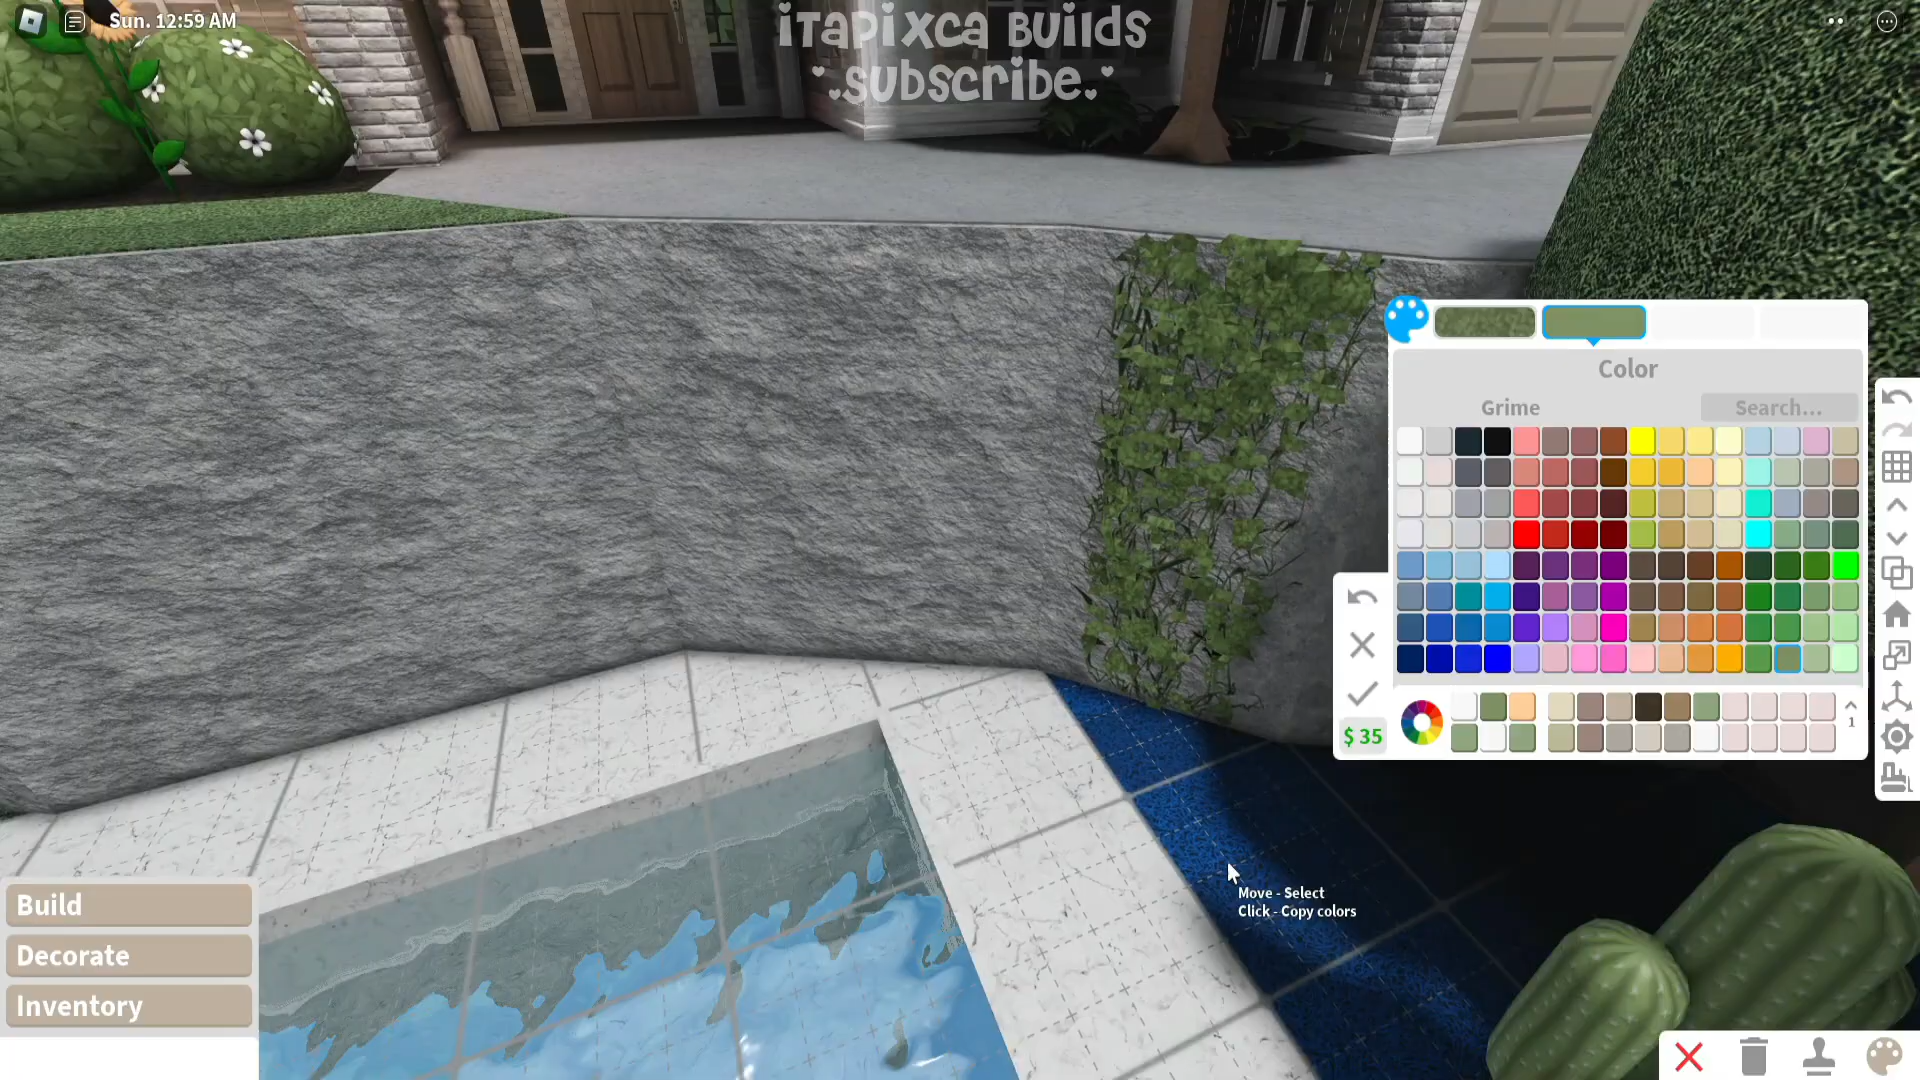 Sun. 12:59 AM
iTapixca Builds
subscribe.
Color
Grime
Search...
1
$ 35
Move - Select
Click - Copy colors
Build
Decorate
Inventory